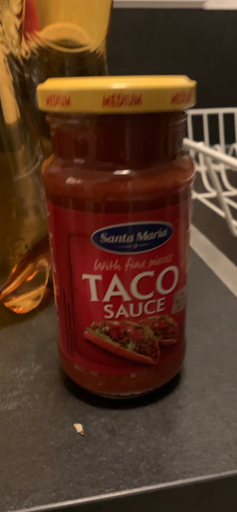 MEDIUM MEDIUM MEDIUM
Santa Maria
With fine pieces
TACO
SAUCE